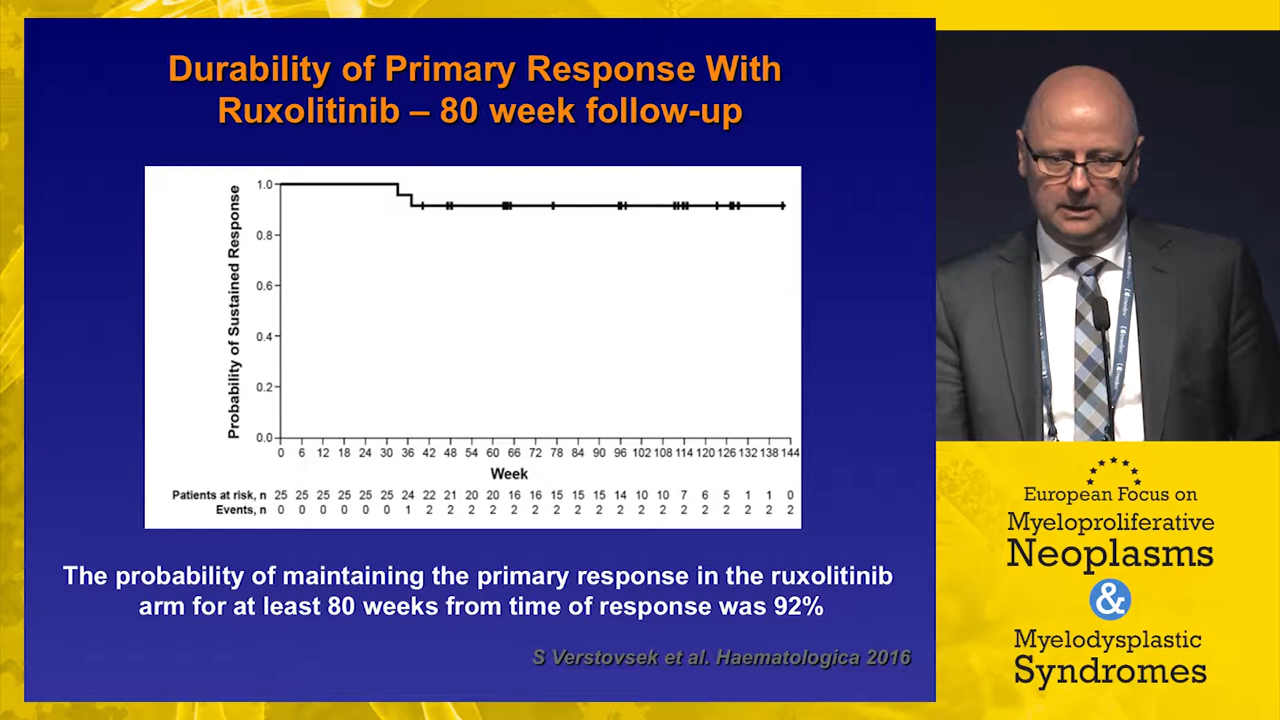 Durability of Primary Response With
Ruxolitinib – 80 week follow-up
Probability of Sustained Response
1.0
0.8
0.6
0.4
0.2
0.0
0 6 12 18 24 30 36 42 48 54 60 66 72 78 84 90 96 102 108 114 120 126 132 138 144
Week
Patients at risk, n 25 25 25 25 25 25 24 22 21 20 20 16 16 15 15 15 14 10 10 7 6 5 1 1 0
Events, n 0 0 0 0 0 0 1 2 2 2 2 2 2 2 2 2 2 2 2 2 2 2 2 2 2
The probability of maintaining the primary response in the ruxolitinib
arm for at least 80 weeks from time of response was 92%
S Verstovsek et al. Haematologica 2016
European Focus on
Myeloproliferative
Neoplasms
&
Myelodysplastic
Syndromes